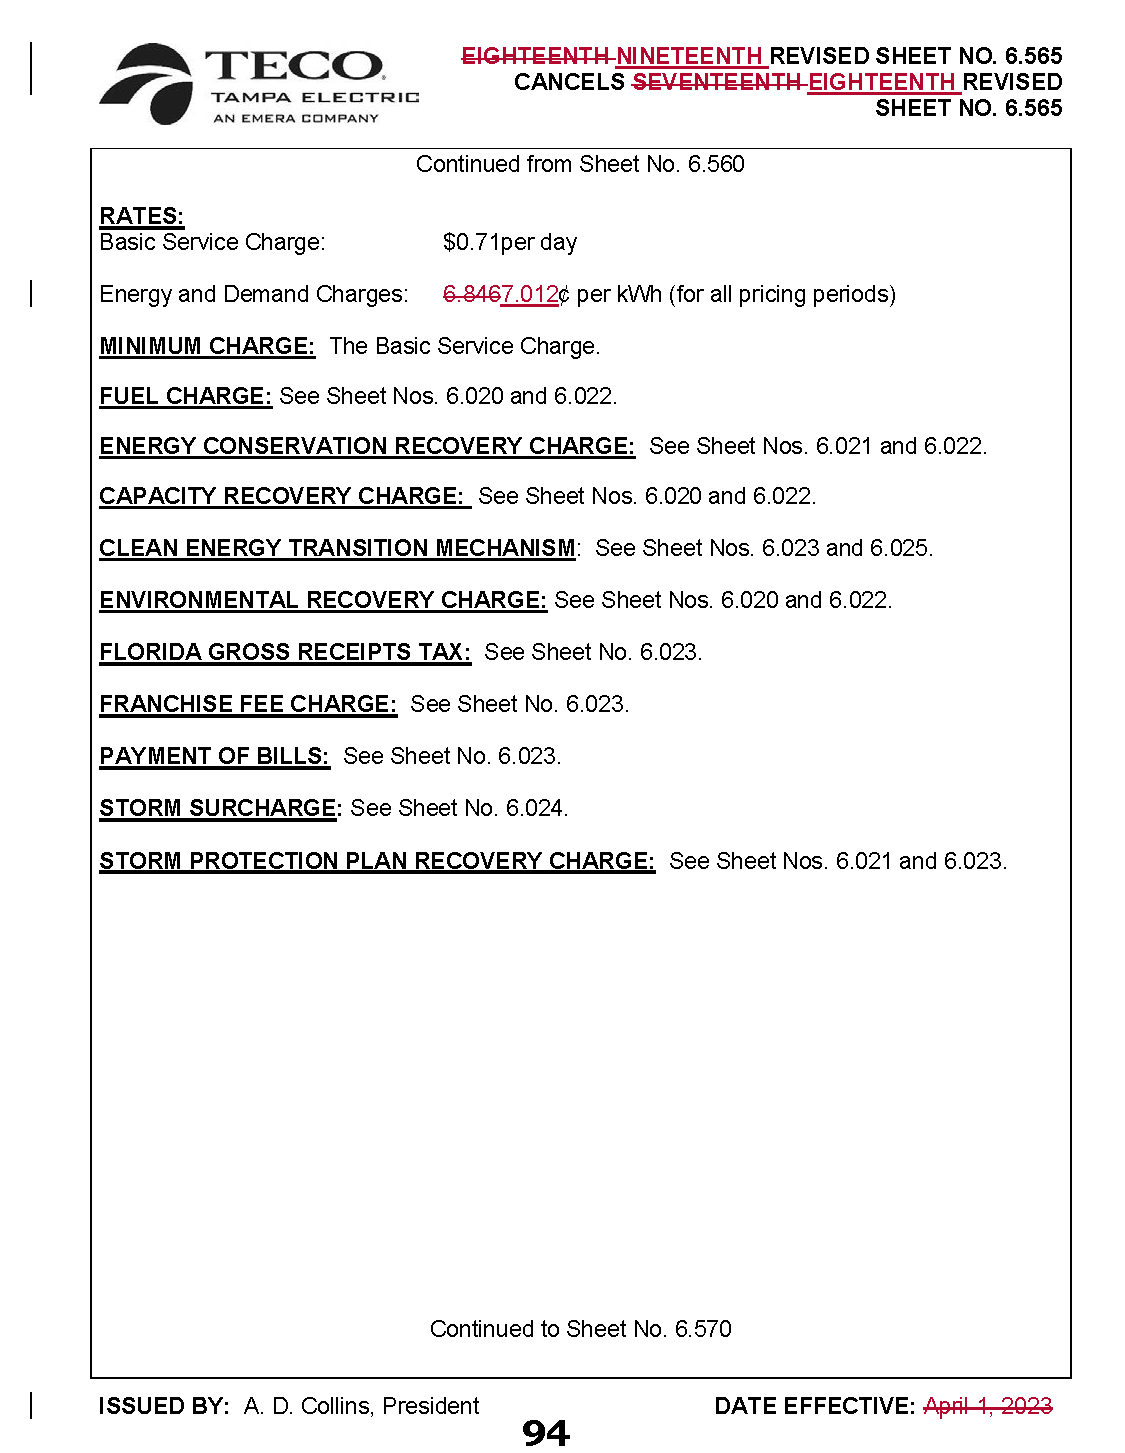 TECO®
TAMPA ELECTRIC
AN EMERA COMPANY
EIGHTEENTH NINETEENTH REVISED SHEET NO. 6.565
CANCELS SEVENTEENTH EIGHTEENTH REVISED
SHEET NO. 6.565
Continued from Sheet No. 6.560
RATES:
Basic Service Charge: $0.71per day
Energy and Demand Charges: 6.8467.012¢ per kWh (for all pricing periods)
MINIMUM CHARGE: The Basic Service Charge.
FUEL CHARGE: See Sheet Nos. 6.020 and 6.022.
ENERGY CONSERVATION RECOVERY CHARGE: See Sheet Nos. 6.021 and 6.022.
CAPACITY RECOVERY CHARGE: See Sheet Nos. 6.020 and 6.022.
CLEAN ENERGY TRANSITION MECHANISM: See Sheet Nos. 6.023 and 6.025.
ENVIRONMENTAL RECOVERY CHARGE: See Sheet Nos. 6.020 and 6.022.
FLORIDA GROSS RECEIPTS TAX: See Sheet No. 6.023.
FRANCHISE FEE CHARGE: See Sheet No. 6.023.
PAYMENT OF BILLS: See Sheet No. 6.023.
STORM SURCHARGE: See Sheet No. 6.024.
STORM PROTECTION PLAN RECOVERY CHARGE: See Sheet Nos. 6.021 and 6.023.
Continued to Sheet No. 6.570
ISSUED BY: A. D. Collins, President DATE EFFECTIVE: April 1, 2023
94